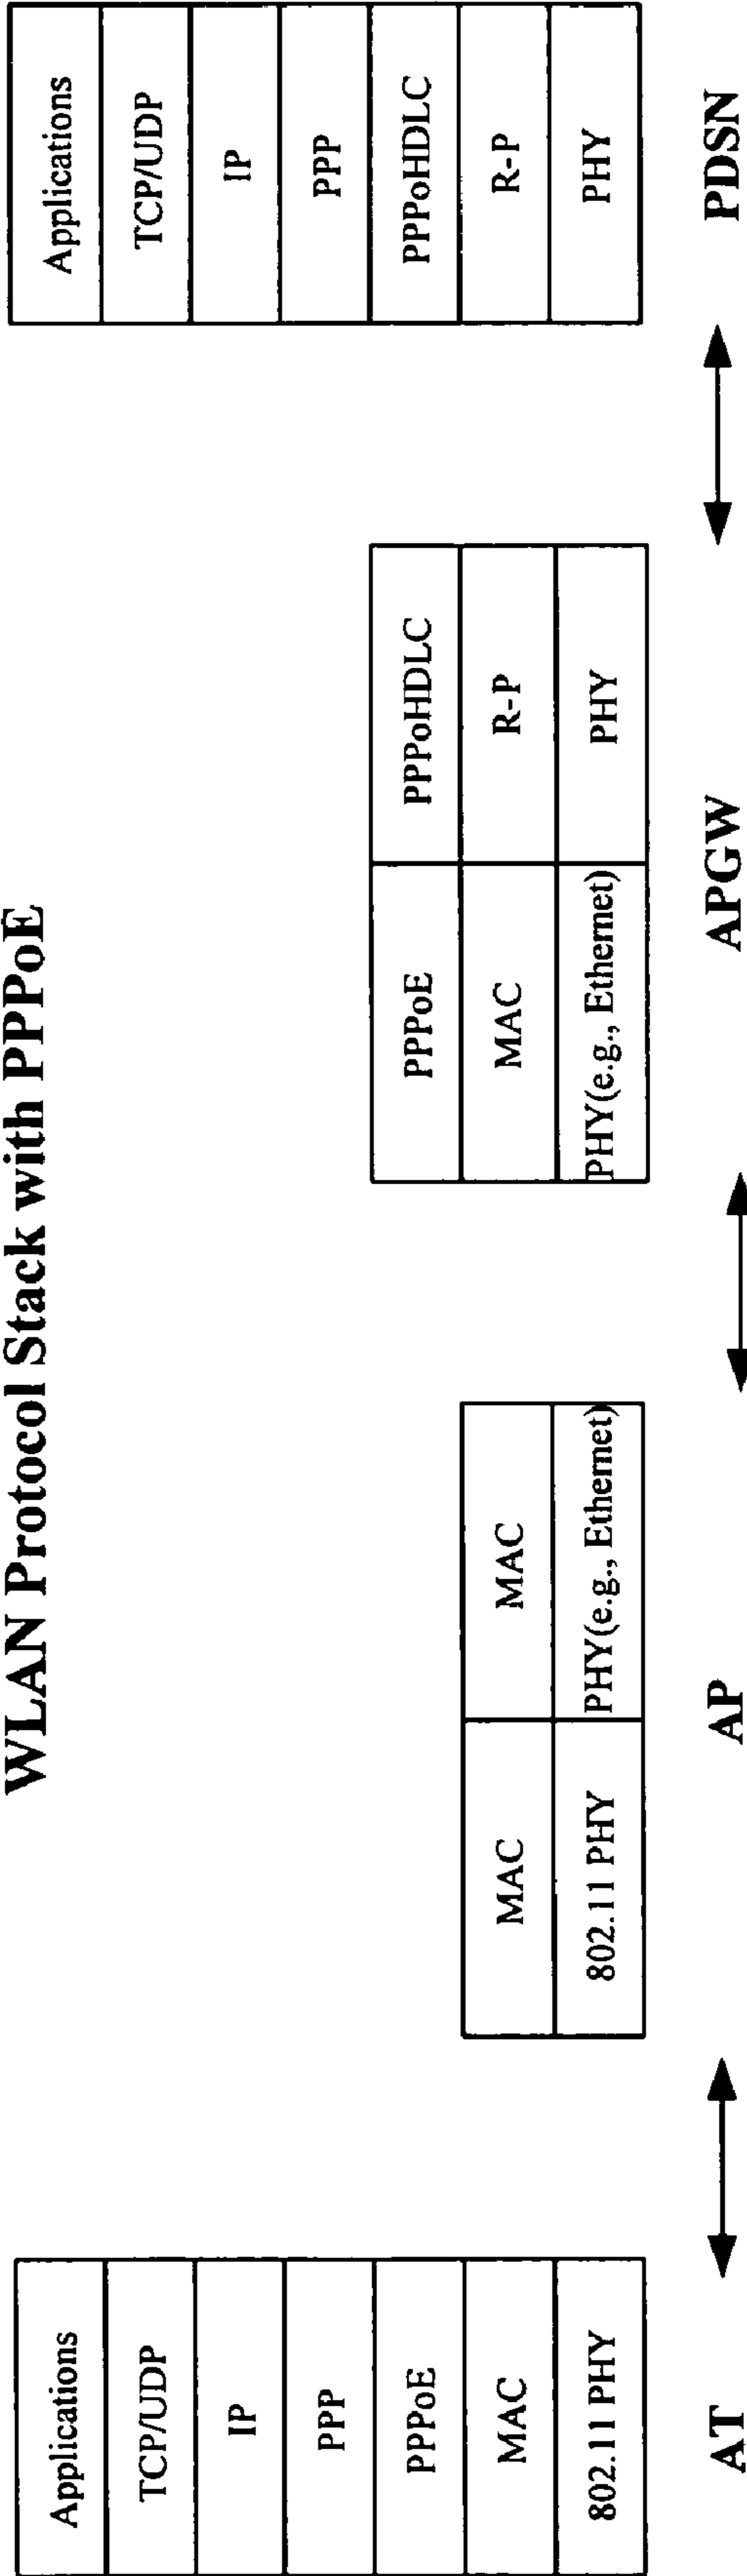 WLAN Protocol Stack with PPPoE
Applications
TCP/UDP
IP
PPP
PPPoE
MAC
802.11 PHY
AT
MAC
MAC
802.11 PHY
PHY(e.g., Ethernet)
AP
PPPoE
PPPoHDLC
MAC
R-P
PHY(e.g., Ethernet)
PHY
APGW
Applications
TCP/UDP
IP
PPP
PPPoHDLC
R-P
PHY
PDSN